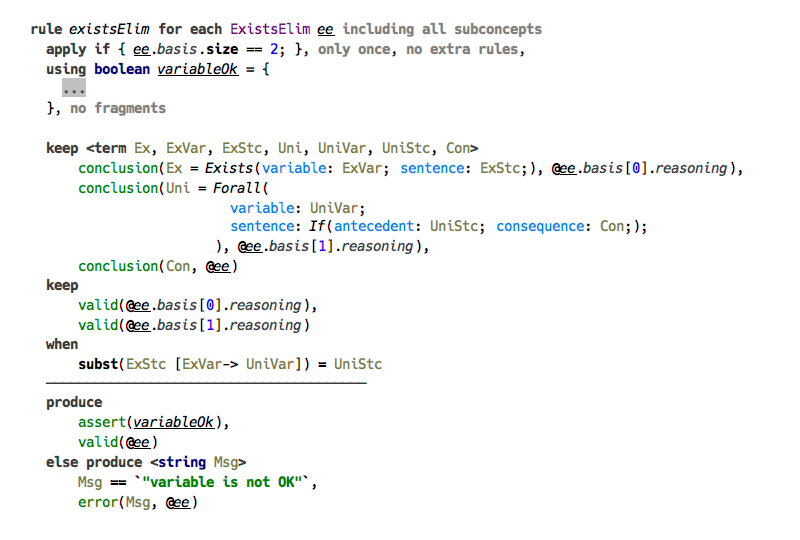 rule existsElim for each ExistsElim ee including all subconcepts
apply if { ee.basis.size == 2; }, only once, no extra rules,
using boolean variableOk = {
...
}, no fragments
keep <term Ex, ExVar, ExStc, Uni, UniVar, UniStc, Con>
conclusion(Ex = Exists(variable: ExVar; sentence: ExStc;), @ee.basis[0].reasoning),
conclusion(Uni = Forall(
variable: UniVar;
sentence: If(antecedent: UniStc; consequence: Con;);
), @ee.basis[1].reasoning),
conclusion(Con, @ee)
keep
valid(@ee.basis[0].reasoning),
valid(@ee.basis[1].reasoning)
when
subst(ExStc [ExVar-> UniVar]) = UniStc
produce
assert(variableOk),
valid(@ee)
else produce <string Msg>
Msg == `"variable is not OK"`,
error(Msg, @ee)